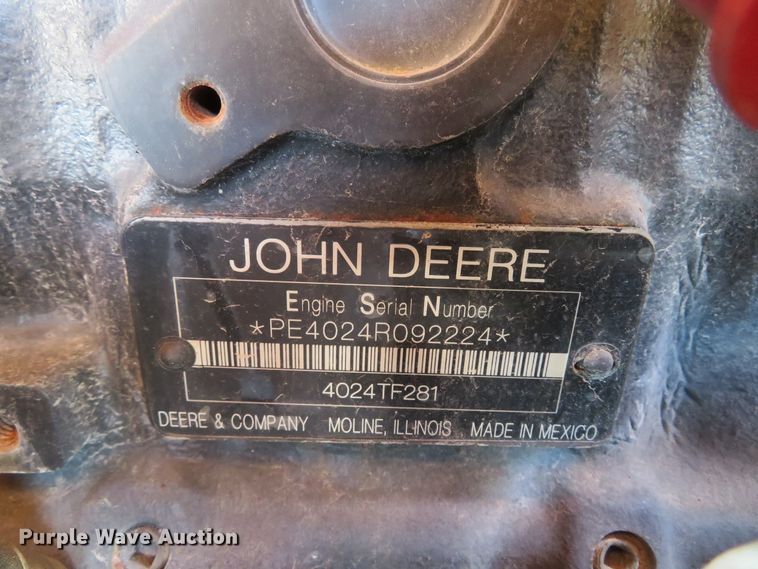 JOHN DEERE
Engine Serial Number
*PE4024R092224*
4024TF281
DEERE & COMPANY MOLINE, ILLINOIS MADE IN MEXICO
Purple Wave Auction